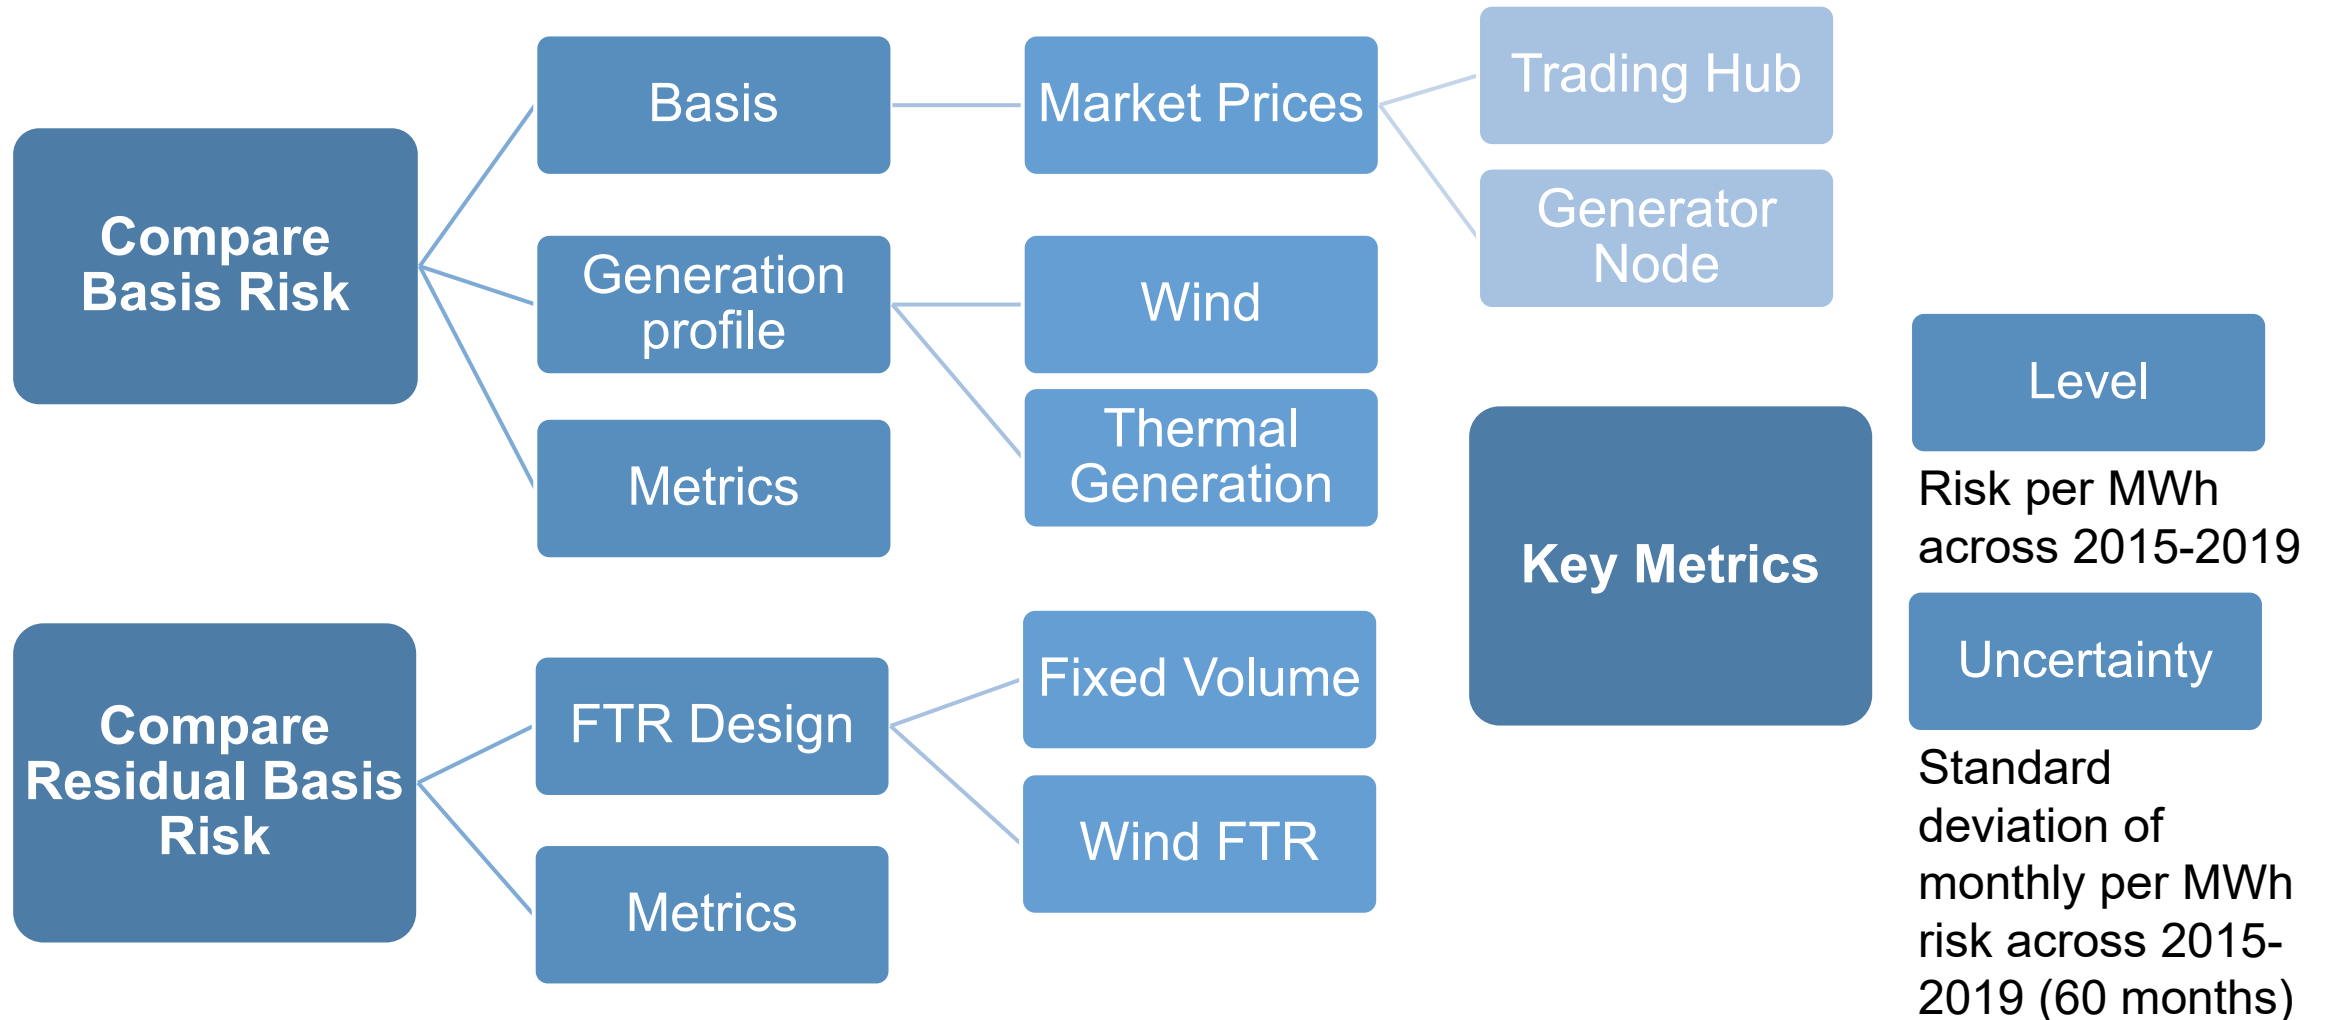 Compare
Basis Risk
Basis
Market Prices
Trading Hub
Generator
Node
Generation
profile
Wind
Thermal
Generation
Metrics
Compare
Residual Basis
Risk
FTR Design
Fixed Volume
Wind FTR
Metrics
Key Metrics
Level
Risk per MWh
across 2015-2019
Uncertainty
Standard
deviation of
monthly per MWh
risk across 2015-
2019 (60 months)